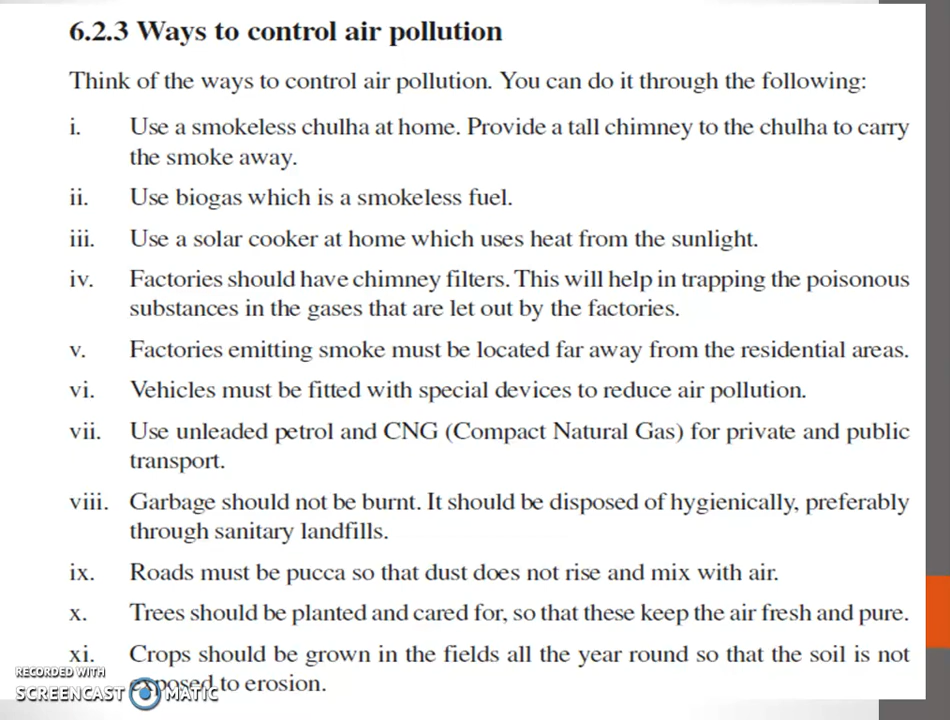 6.2.3 Ways to control air pollution
Think of the ways to control air pollution. You can do it through the following:
i. Use a smokeless chulha at home. Provide a tall chimney to the chulha to carry
the smoke away.
ii. Use biogas which is a smokeless fuel.
iii. Use a solar cooker at home which uses heat from the sunlight.
iv. Factories should have chimney filters. This will help in trapping the poisonous
substances in the gases that are let out by the factories.
v. Factories emitting smoke must be located far away from the residential areas.
vi. Vehicles must be fitted with special devices to reduce air pollution.
vii. Use unleaded petrol and CNG (Compact Natural Gas) for private and public
transport.
viii. Garbage should not be burnt. It should be disposed of hygienically, preferably
through sanitary landfills.
ix. Roads must be pucca so that dust does not rise and mix with air.
x. Trees should be planted and cared for, so that these keep the air fresh and pure.
xi. Crops should be grown in the fields all the year round so that the soil is not
exposed to erosion.
RECORDED WITH
SCREENCAST MATIC